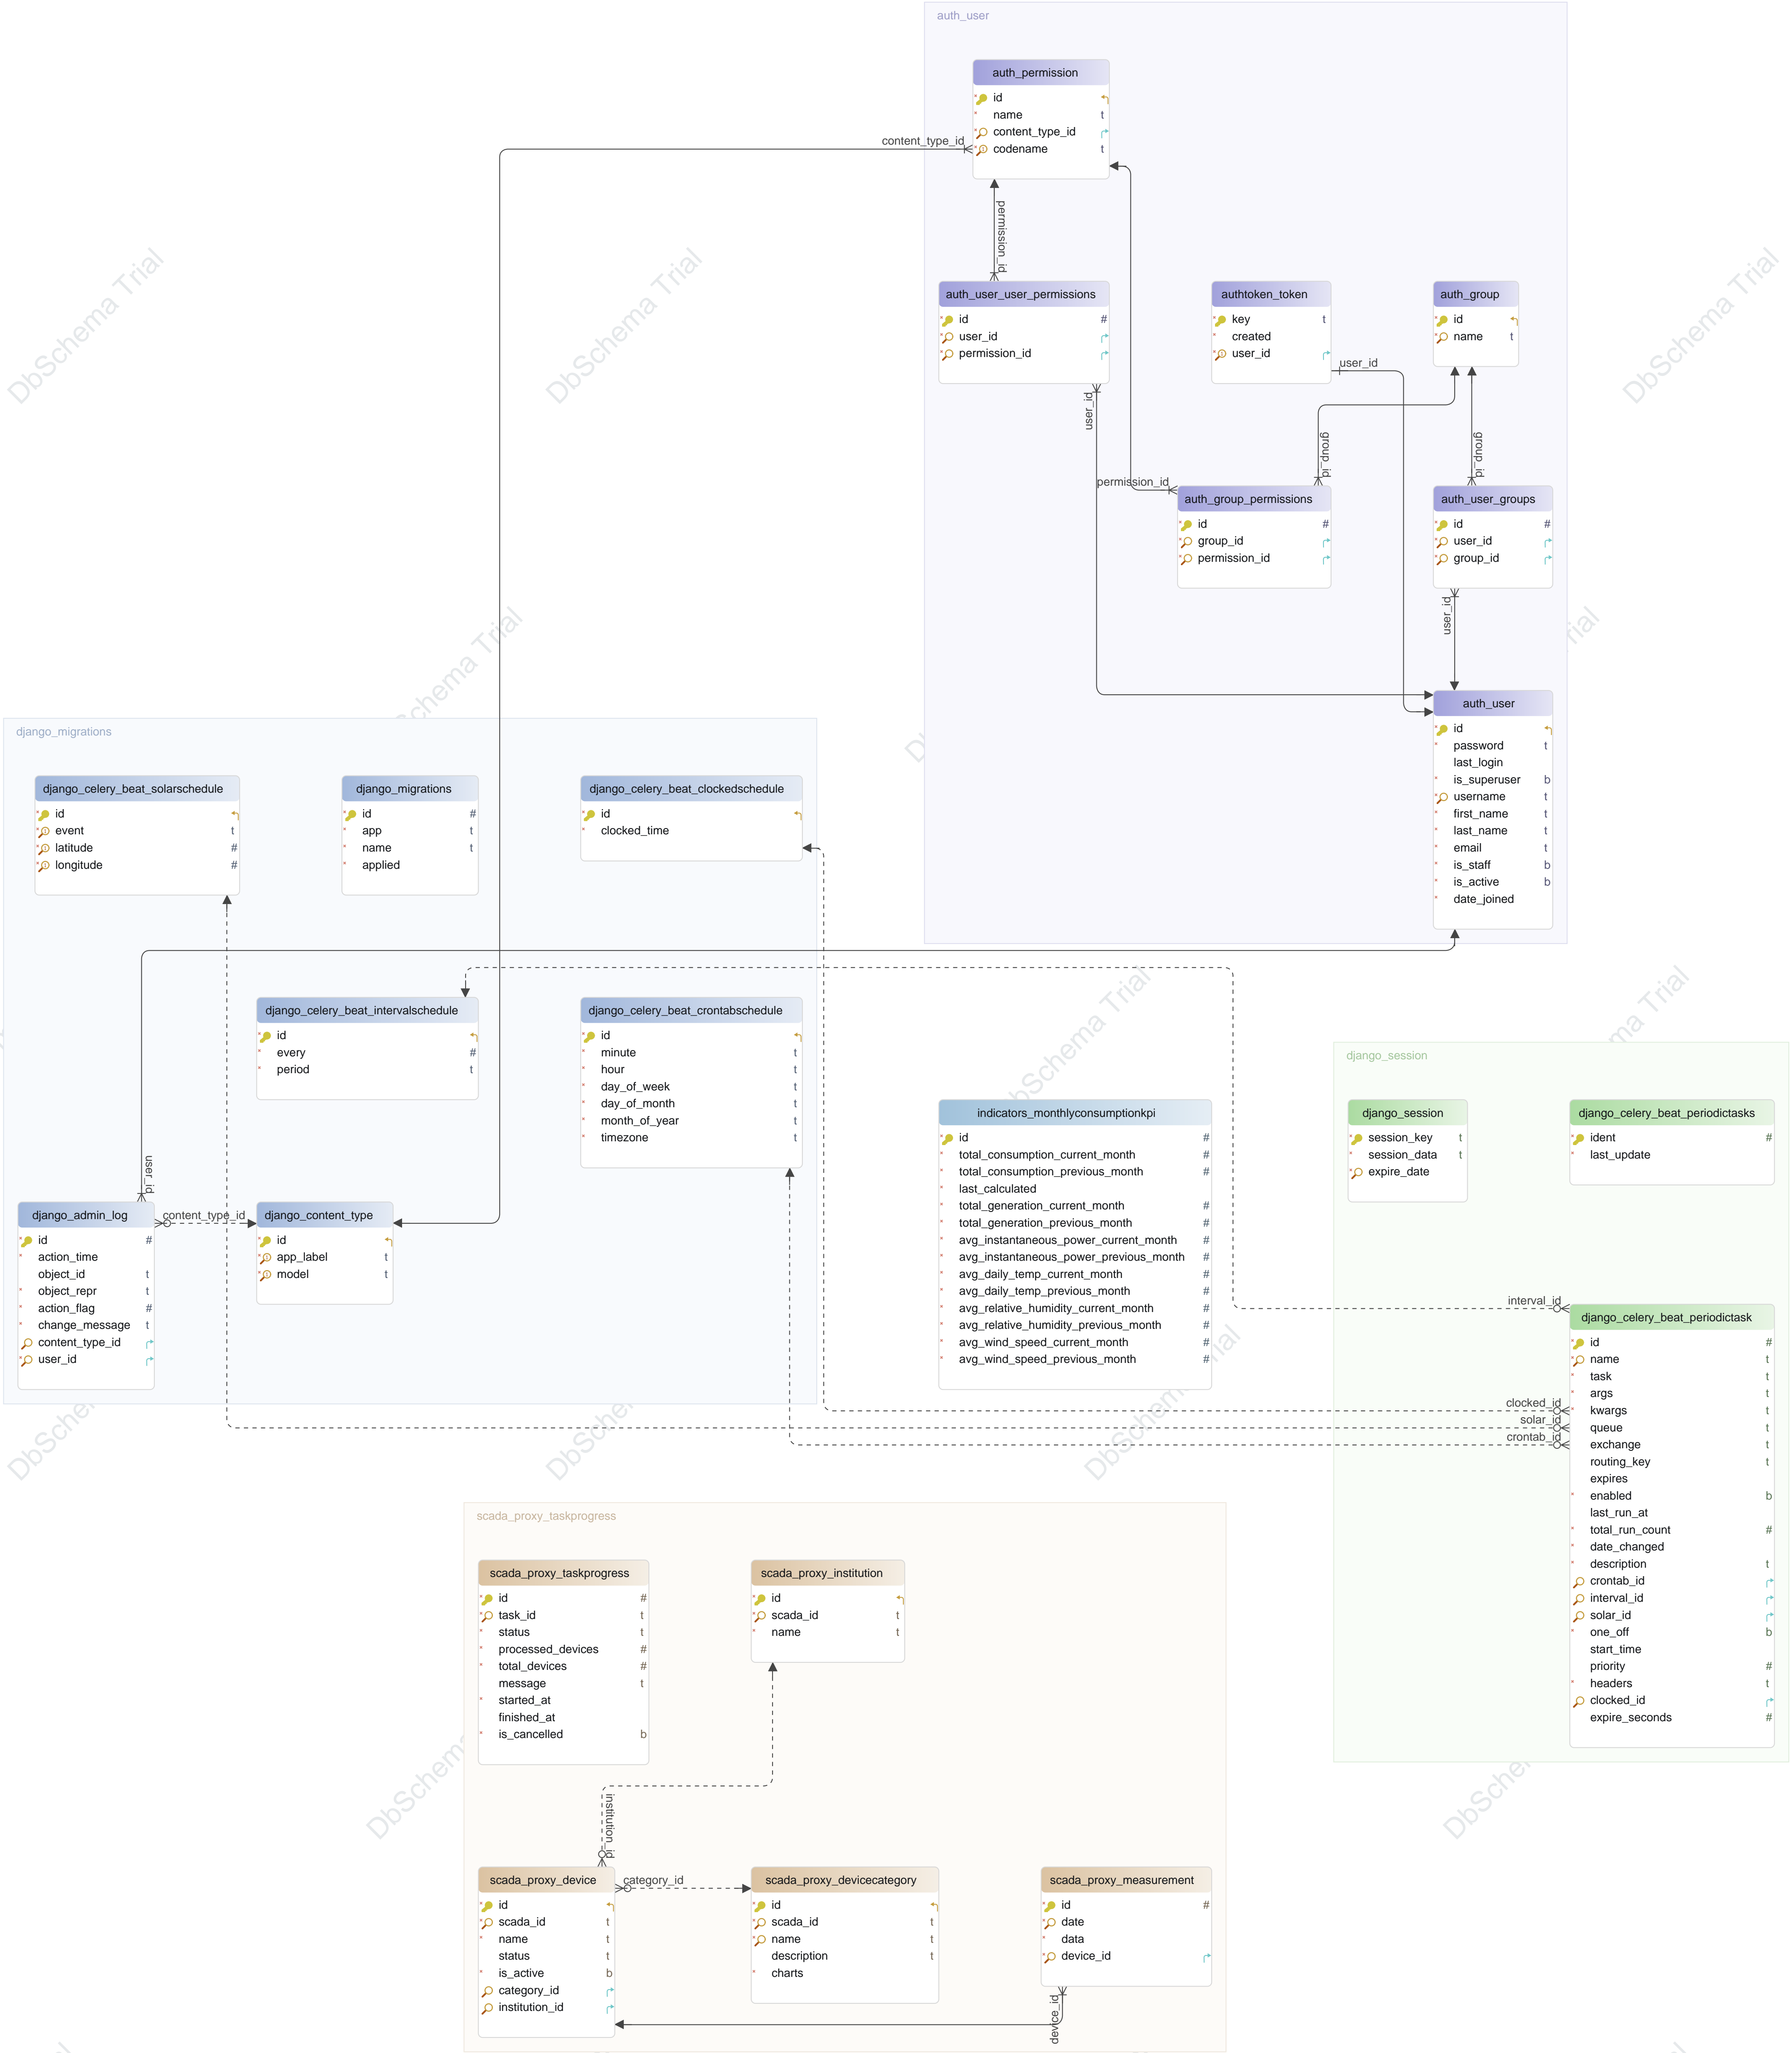 auth_user
auth_permission
id
name t
content_type_id
codename t
content_type_id
permission_id
auth_user_user_permissions
id #
user_id
permission_id
authtoken_token
key t
created
user_id
auth_group
id
name t
user_id
user_id
group_id
group_id
permission_id
auth_group_permissions
id #
group_id
permission_id
auth_user_groups
id #
user_id
group_id
user_id
auth_user
id
password t
last_login
is_superuser b
username t
first_name t
last_name t
email t
is_staff b
is_active b
date_joined
django_migrations
django_celery_beat_solarschedule
id
event t
latitude #
longitude #
django_migrations
id #
app t
name t
applied
django_celery_beat_clockedschedule
id
clocked_time
django_celery_beat_intervalschedule
id
every #
period t
django_celery_beat_crontabschedule
id
minute t
hour t
day_of_week t
day_of_month t
month_of_year t
timezone t
user_id
django_admin_log
id #
action_time
object_id t
object_repr t
action_flag #
change_message t
content_type_id
user_id
content_type_id
django_content_type
id
app_label t
model t
indicators_monthlyconsumptionkpi
id #
total_consumption_current_month #
total_consumption_previous_month #
last_calculated
total_generation_current_month #
total_generation_previous_month #
avg_instantaneous_power_current_month #
avg_instantaneous_power_previous_month #
avg_daily_temp_current_month #
avg_daily_temp_previous_month #
avg_relative_humidity_current_month #
avg_relative_humidity_previous_month #
avg_wind_speed_current_month #
avg_wind_speed_previous_month #
django_session
django_session
session_key t
session_data t
expire_date
django_celery_beat_periodictasks
ident #
last_update
interval_id
clocked_id
solar_id
crontab_id
django_celery_beat_periodictask
id #
name t
task t
args t
kwargs t
queue t
exchange t
routing_key t
expires
enabled b
last_run_at
total_run_count #
date_changed
description t
crontab_id
interval_id
solar_id
one_off b
start_time
priority #
headers t
clocked_id
expire_seconds #
scada_proxy_taskprogress
scada_proxy_taskprogress
id #
task_id t
status t
processed_devices #
total_devices #
message t
started_at
finished_at
is_cancelled b
scada_proxy_institution
id
scada_id t
name t
institution_id
scada_proxy_device
id
scada_id t
name t
status t
is_active b
category_id
institution_id
category_id
scada_proxy_devicecategory
id
scada_id t
name t
description t
charts
scada_proxy_measurement
id #
date
data
device_id
device_id
DbSchema Trial
DbSchema Trial
DbSchema Trial